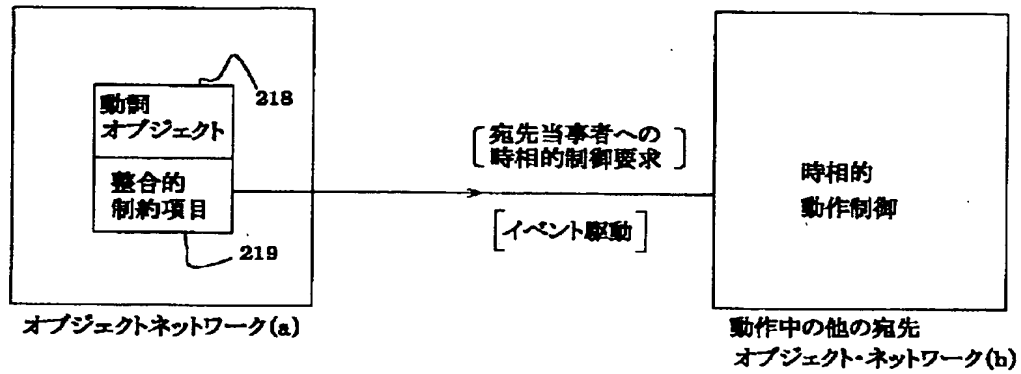 動詞
オブジェクト
218
整合的
制約項目
219
オブジェクトネットワーク(a)
宛先当事者への
時相的制御要求
イベント駆動
時相的
動作制御
動作中の他の宛先
オブジェクト・ネットワーク(b)